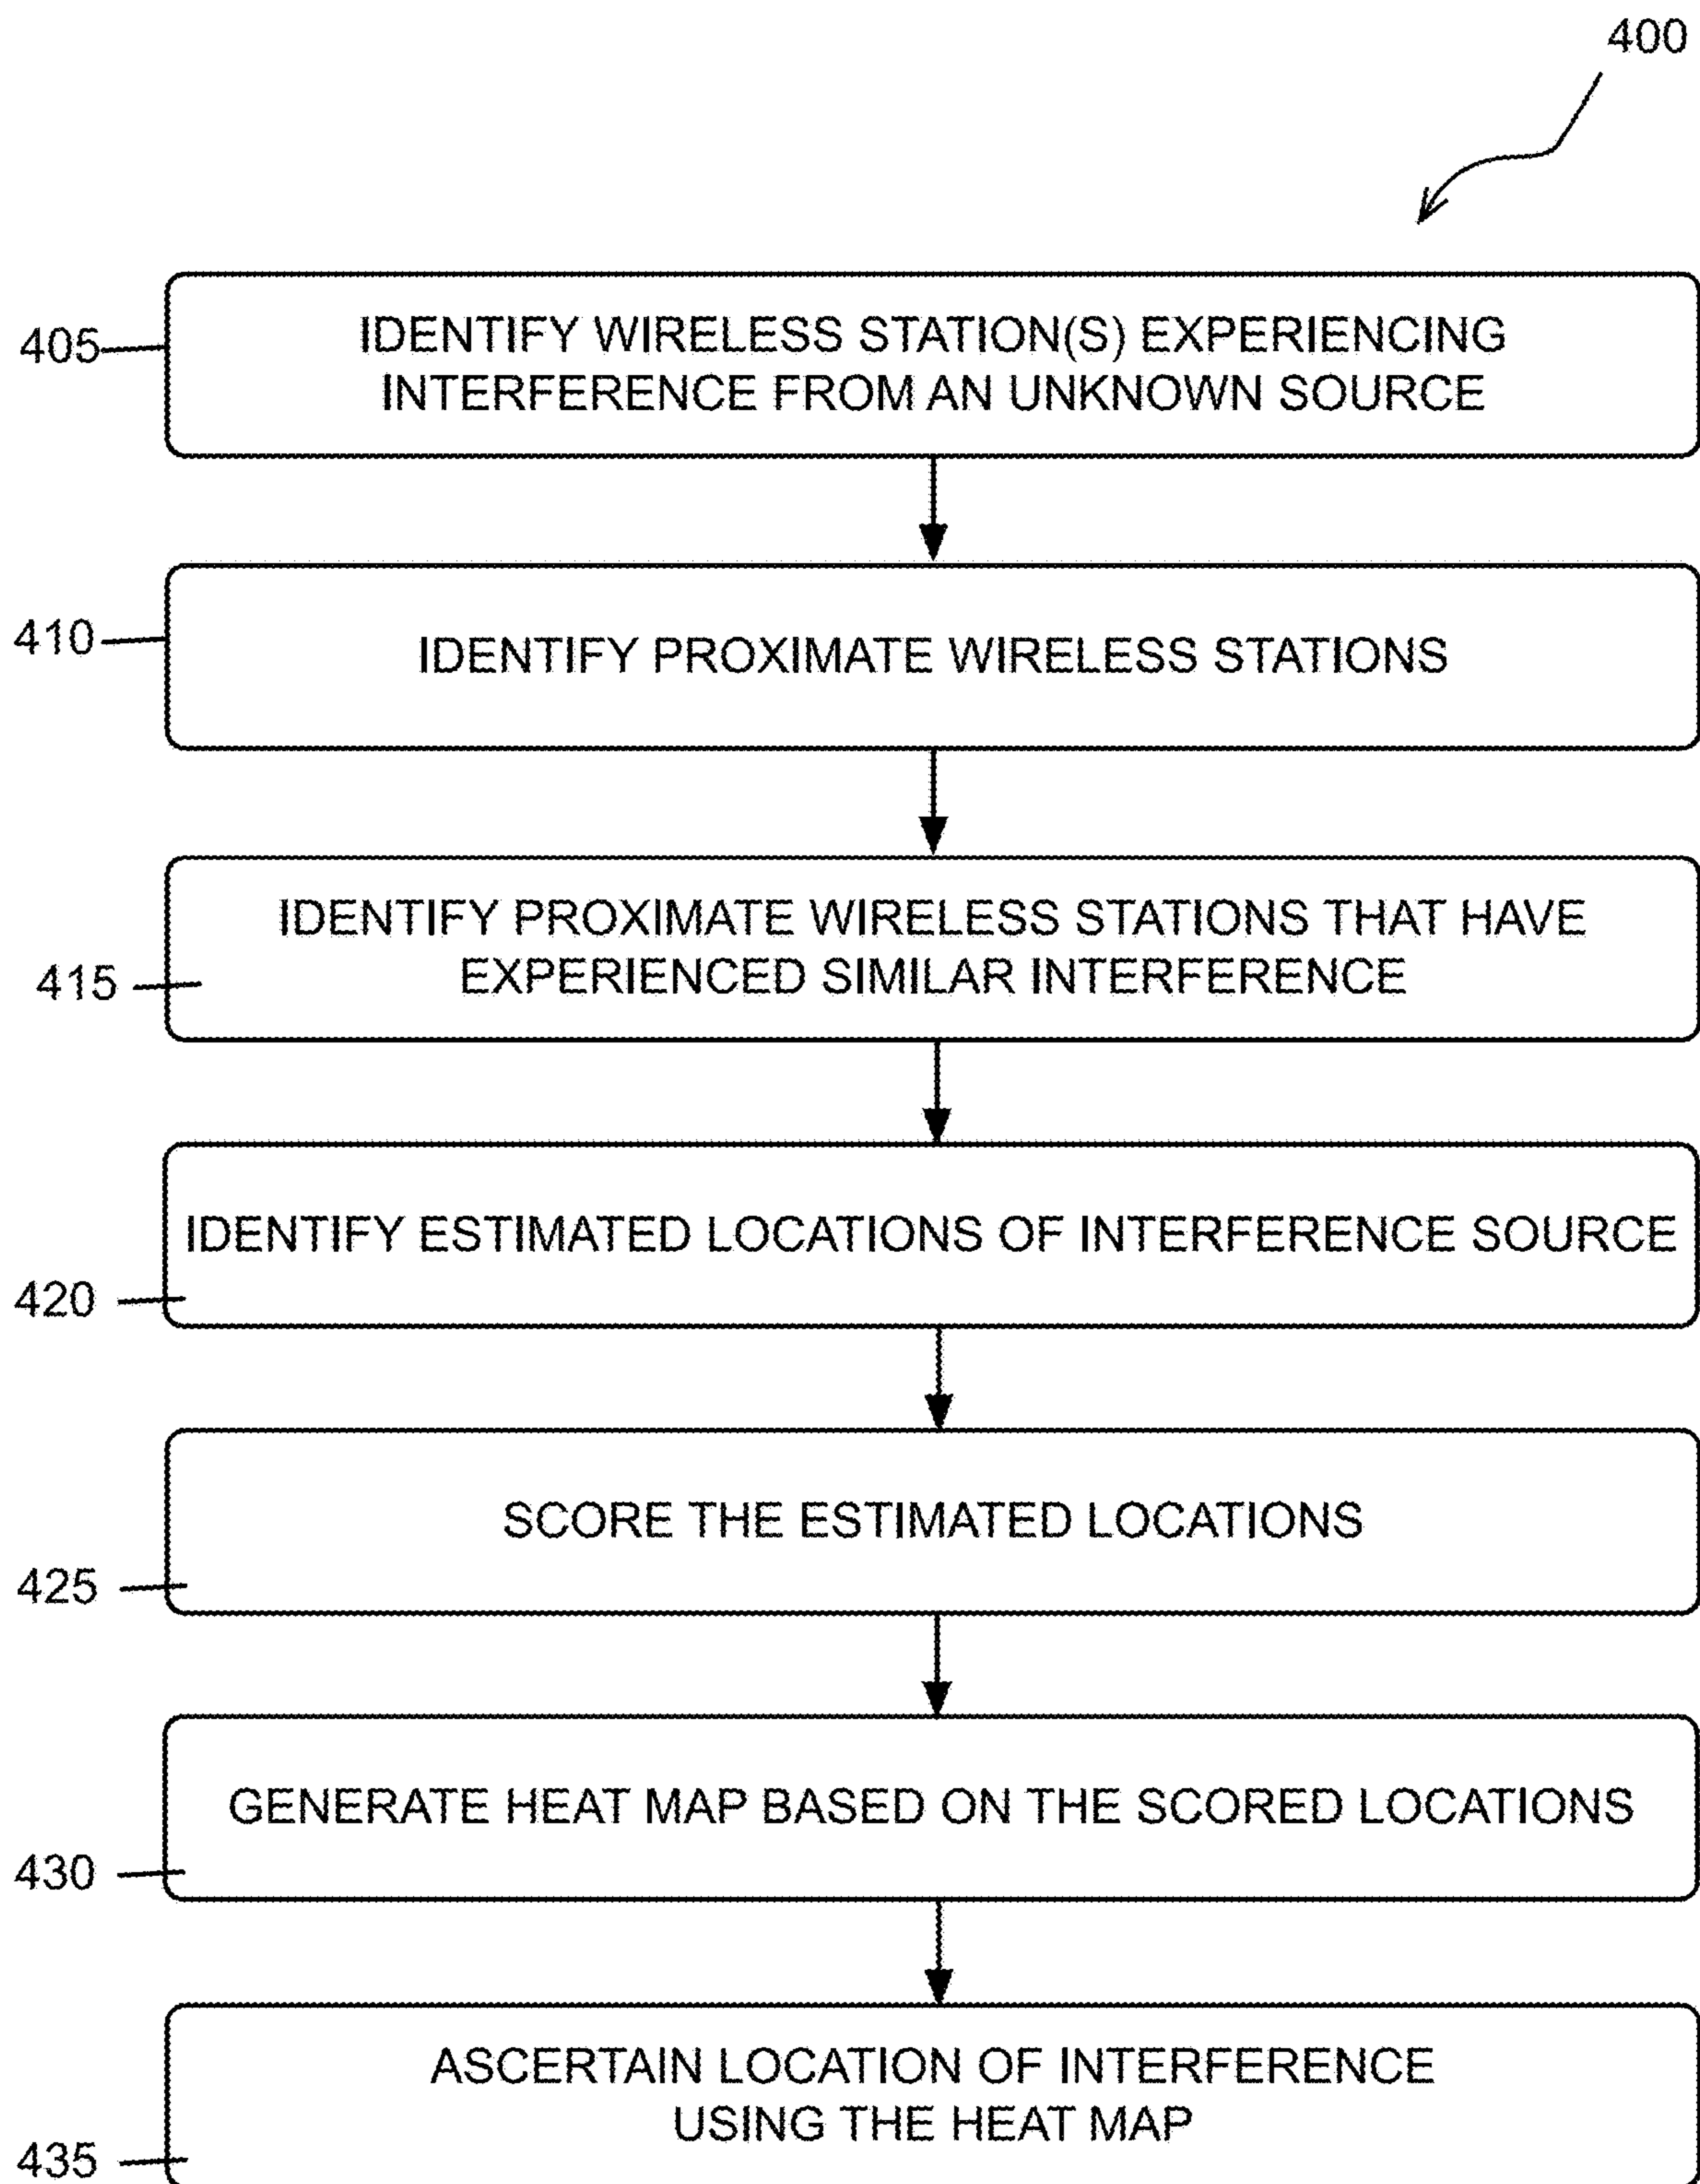 400
405
IDENTIFY WIRELESS STATION(S) EXPERIENCING
INTERFERENCE FROM AN UNKNOWN SOURCE
410
IDENTIFY PROXIMATE WIRELESS STATIONS
IDENTIFY PROXIMATE WIRELESS STATIONS THAT HAVE
EXPERIENCED SIMILAR INTERFERENCE
415
IDENTIFY ESTIMATED LOCATIONS OF INTERFERENCE SOURCE
420
SCORE THE ESTIMATED LOCATIONS
425
GENERATE HEAT MAP BASED ON THE SCORED LOCATIONS
430
ASCERTAIN LOCATION OF INTERFERENCE
USING THE HEAT MAP
435